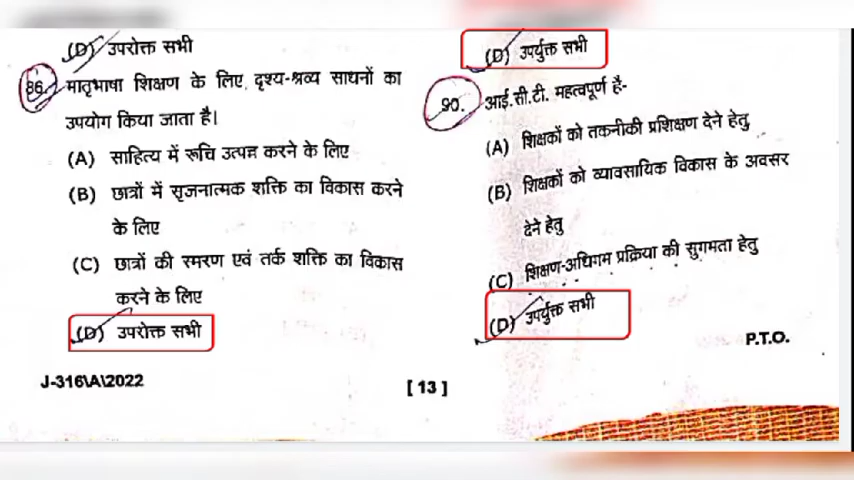 (D) उपरोक्त सभी
86. मातृभाषा शिक्षण के लिए दृश्य-श्रव्य साधनों का
उपयोग किया जाता है।
(A) साहित्य में रूचि उत्पन्न करने के लिए
(B) छात्रों में सृजनात्मक शक्ति का विकास करने
के लिए
(C) छात्रों की स्मरण एवं तर्क शक्ति का विकास
करने के लिए
(D) उपरोक्त सभी
J-316\A\2022
[ 13 ]
(D) उपर्युक्त सभी
90. आई.सी.टी. महत्वपूर्ण है-
(A) शिक्षकों को तकनीकी प्रशिक्षण देने हेतु
(B) शिक्षकों को व्यावसायिक विकास के अवसर
देने हेतु
(C) शिक्षण-अधिगम प्रक्रिया की सुगमता हेतु
(D) उपर्युक्त सभी
P.T.O.